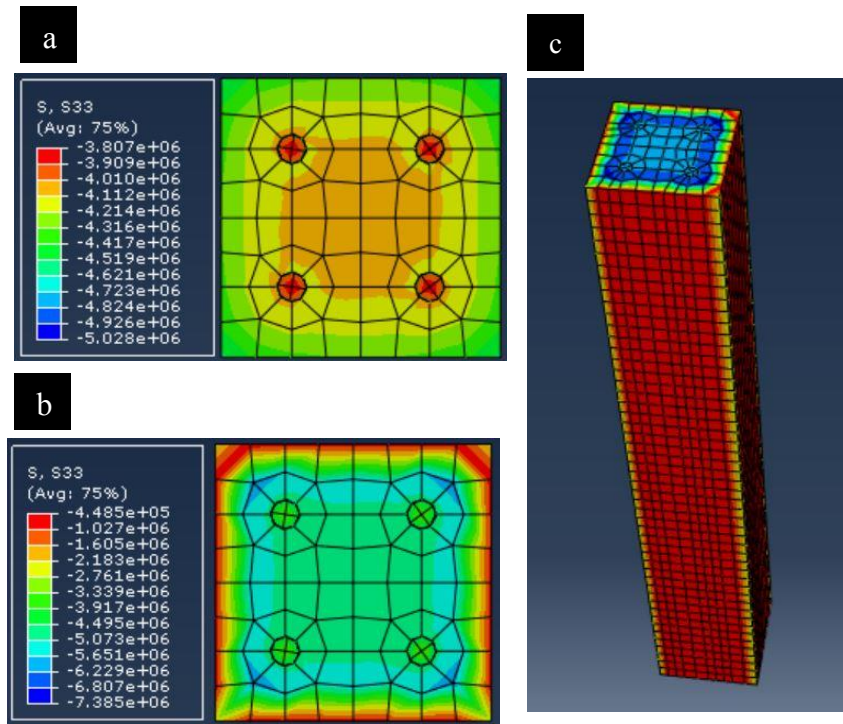 a
S, S33
(Avg: 75%)
-3.807e+06
-3.909e+06
-4.010e+06
-4.112e+06
-4.214e+06
-4.316e+06
-4.417e+06
-4.519e+06
-4.621e+06
-4.723e+06
-4.824e+06
-4.926e+06
-5.028e+06
b
S, S33
(Avg: 75%)
-4.485e+05
-1.027e+06
-1.605e+06
-2.183e+06
-2.761e+06
-3.339e+06
-3.917e+06
-4.495e+06
-5.073e+06
-5.651e+06
-6.229e+06
-6.807e+06
-7.385e+06
c